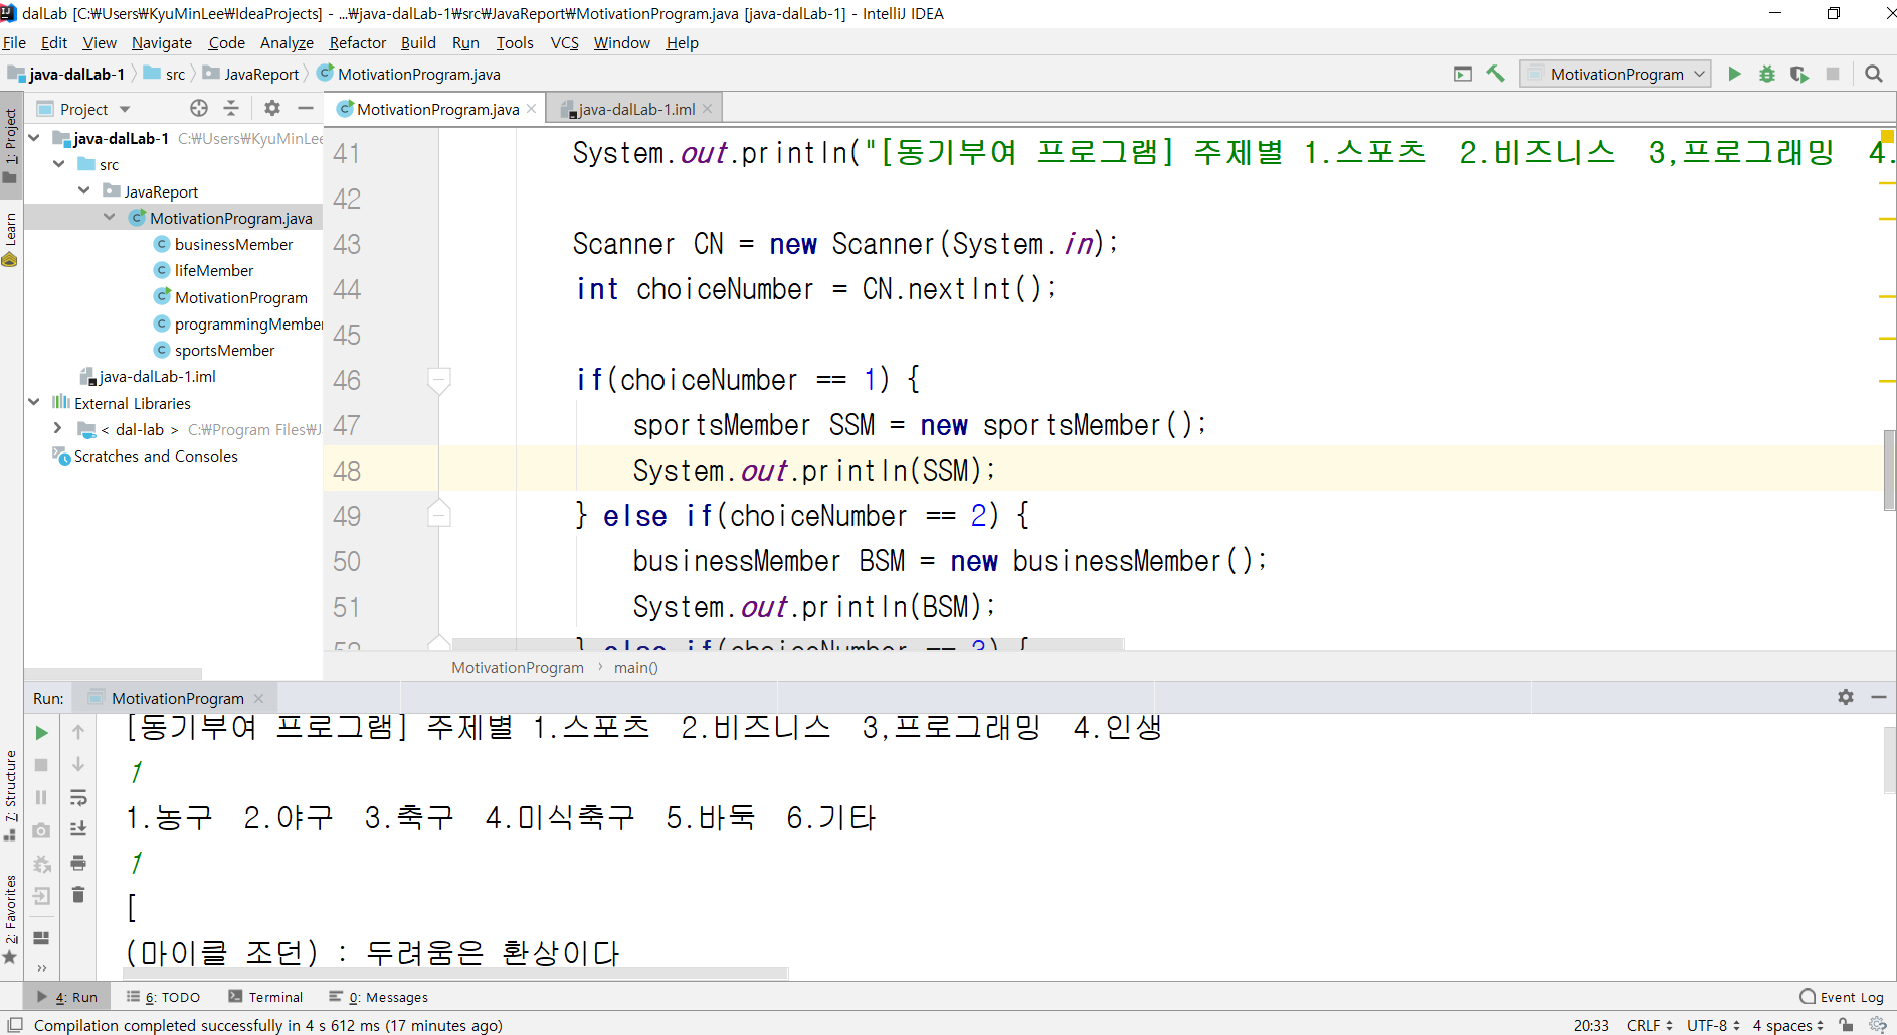 dalLab [C:₩Users₩KyuMinLee₩IdeaProjects] - ...₩java-dalLab-1₩src₩JavaReport₩MotivationProgram.java [java-dalLab-1] - IntelliJ IDEA
File Edit View Navigate Code Analyze Refactor Build Run Tools VCS Window Help
java-dalLab-1 src JavaReport MotivationProgram.java
MotivationProgram
1: Project
Learn
Project
java-dalLab-1 C:₩Users₩KyuMinLee
src
JavaReport
MotivationProgram.java
businessMember
lifeMember
MotivationProgram
programmingMember
sportsMember
java-dalLab-1.iml
External Libraries
< dal-lab > C:₩Program Files₩J
Scratches and Consoles
MotivationProgram.java java-dalLab-1.iml
41 System.out.println("[동기부여 프로그램] 주제별 1.스포츠 2.비즈니스 3,프로그래밍 4.
42
43 Scanner CN = new Scanner(System.in);
44 int choiceNumber = CN.nextInt();
45
46 if(choiceNumber == 1) {
47 sportsMember SSM = new sportsMember();
48 System.out.println(SSM);
49 } else if(choiceNumber == 2) {
50 businessMember BSM = new businessMember();
51 System.out.println(BSM);
52 } else if(choiceNumber == 3) {
MotivationProgram › main()
Run: MotivationProgram
[동기부여 프로그램] 주제별 1.스포츠 2.비즈니스 3,프로그래밍 4.인생
1
1.농구 2.야구 3.축구 4.미식축구 5.바둑 6.기타
1
[
(마이클 조던) : 두려움은 환상이다
7: Structure
2: Favorites
4: Run 6: TODO Terminal 0: Messages Event Log
Compilation completed successfully in 4 s 612 ms (17 minutes ago) 20:33 CRLF UTF-8 4 spaces